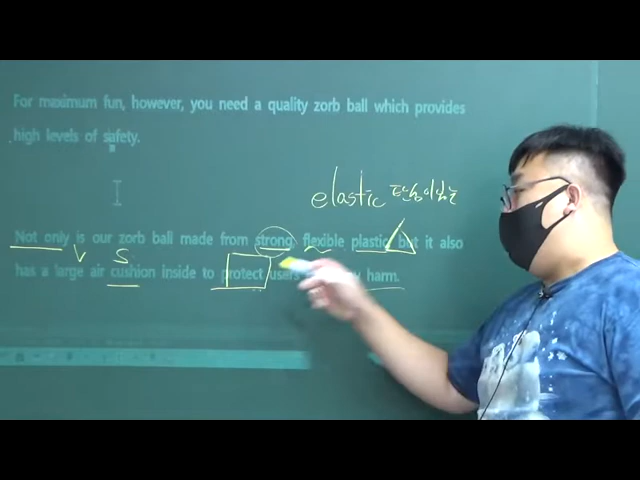 For maximum fun, however, you need a quality zorb ball which provides
high levels of safety.
elastic 탄성이있는
Not only is our zorb ball made from strong flexible plastic but it also
V S
has a large air cushion inside to protect users harm.